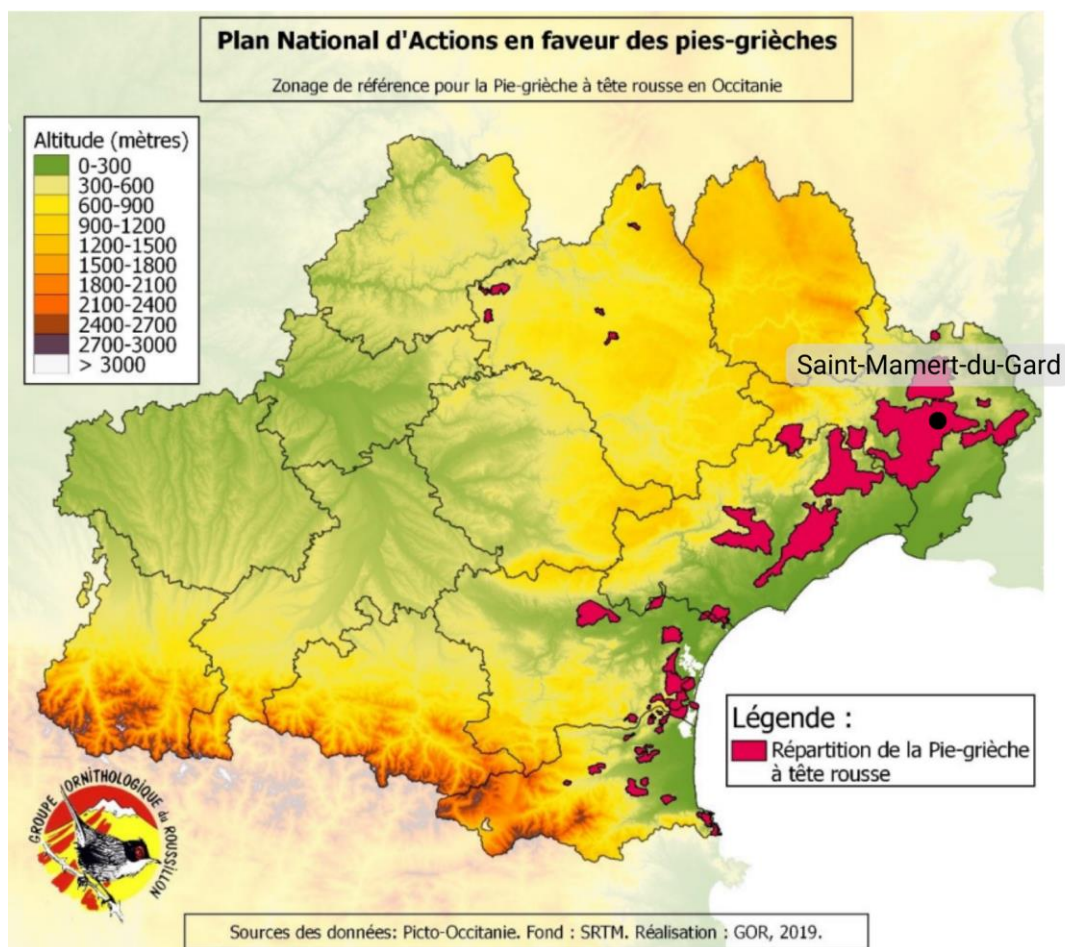 Plan National d'Actions en faveur des pies-grièches
Zonage de référence pour la Pie-grièche à tête rousse en Occitanie
Altitude (mètres)
0-300
300-600
600-900
900-1200
1200-1500
1500-1800
1800-2100
2100-2400
2400-2700
2700-3000
> 3000
Saint-Mamert-du-Gard
Légende :
Répartition de la Pie-grièche
à tête rousse
GROUPE ORNITHOLOGIQUE du ROUSSILLON
Sources des données: Picto-Occitanie. Fond : SRTM. Réalisation : GOR, 2019.